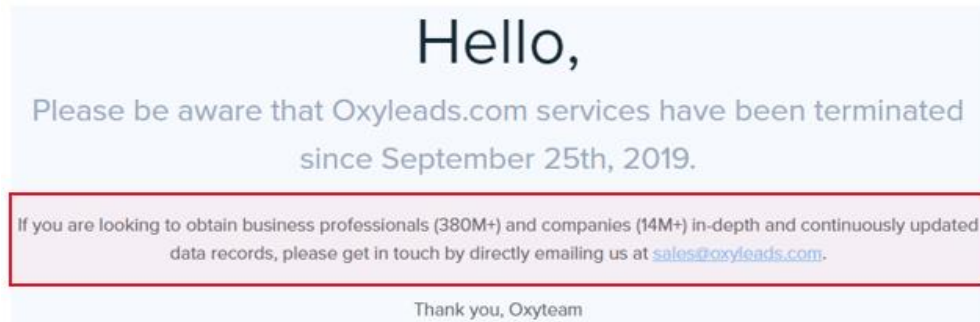 Hello,
Please be aware that Oxyleads.com services have been terminated
since September 25th, 2019.
If you are looking to obtain business professionals (380M+) and companies (14M+) in-depth and continuously updated
data records, please get in touch by directly emailing us at sales@oxyleads.com.
Thank you, Oxyteam